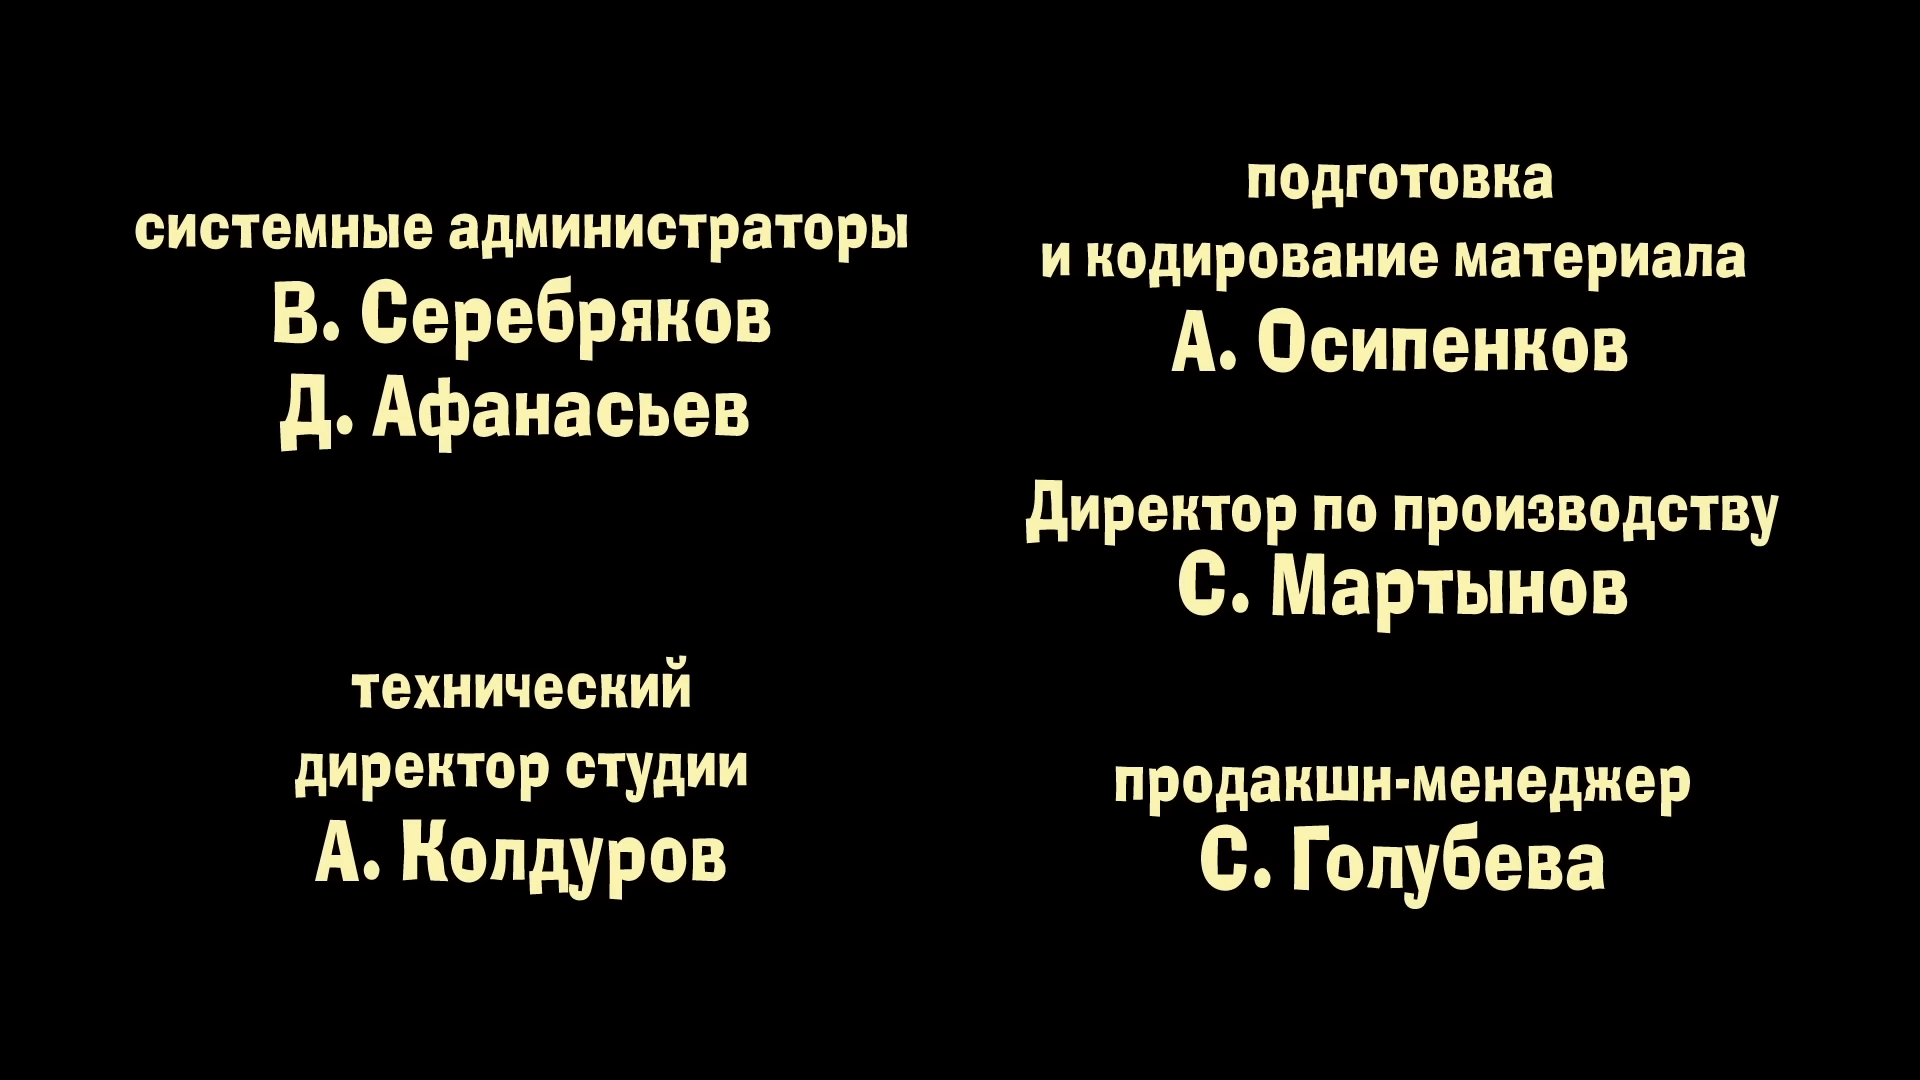 системные администраторы
В. Серебряков
Д. Афанасьев
технический
директор студии
А. Колдуров
подготовка
и кодирование материала
А. Осипенков
Директор по производству
С. Мартынов
продакшн-менеджер
С. Голубева